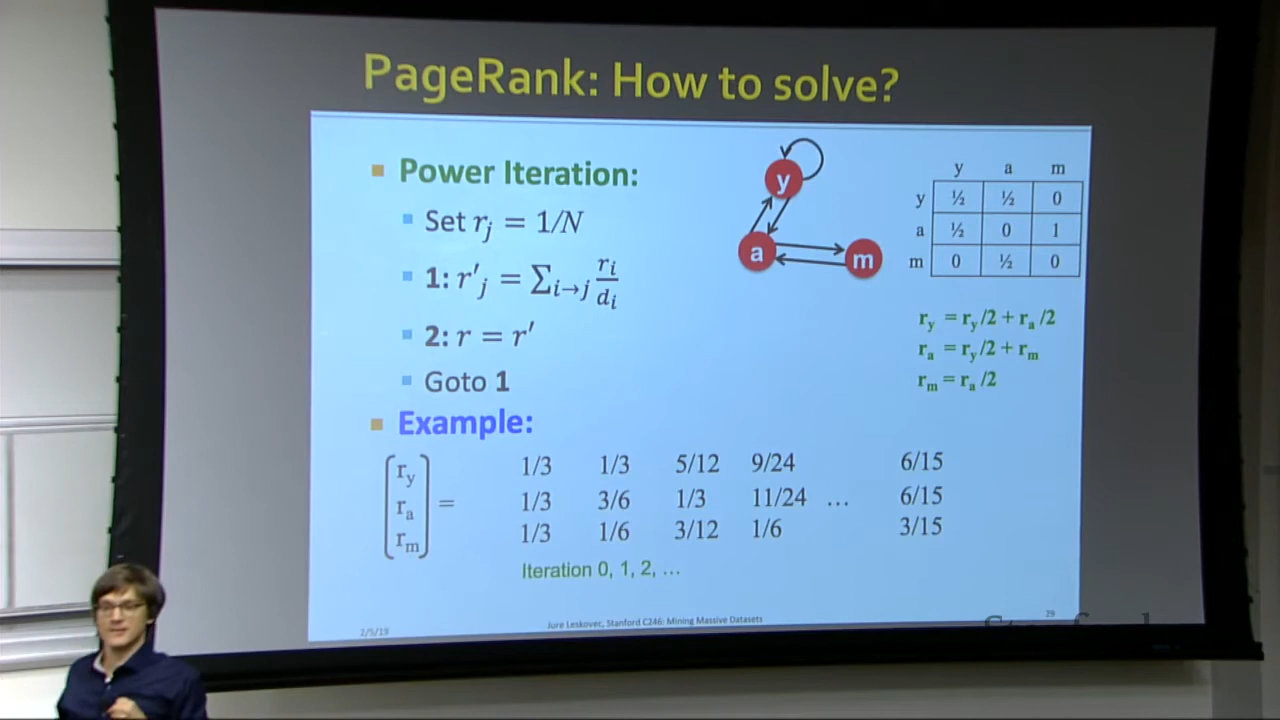 PageRank: How to solve?
Power Iteration:
Set r_j = 1/N
1: r'_j = ∑_{i→j} r_i/d_i
2: r = r'
Goto 1
y
a
m
y a m
y ½ ½ 0
a ½ 0 1
m 0 ½ 0
r_y = r_y/2 + r_a/2
r_a = r_y/2 + r_m
r_m = r_a/2
Example:
r_y 1/3 1/3 5/12 9/24 6/15
r_a = 1/3 3/6 1/3 11/24 … 6/15
r_m 1/3 1/6 3/12 1/6 3/15
Iteration 0, 1, 2, …
2/5/19
Jure Leskovec, Stanford C246: Mining Massive Datasets
29